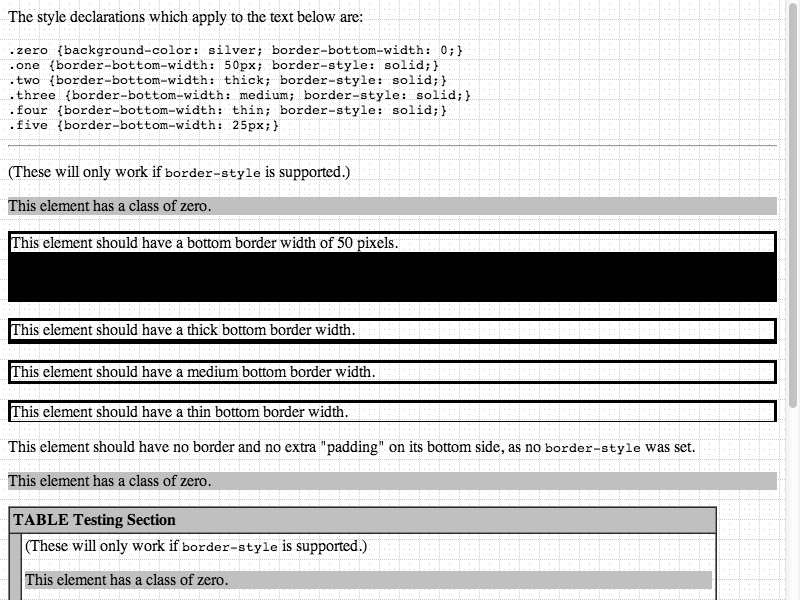 The style declarations which apply to the text below are:
.zero {background-color: silver; border-bottom-width: 0;}
.one {border-bottom-width: 50px; border-style: solid;}
.two {border-bottom-width: thick; border-style: solid;}
.three {border-bottom-width: medium; border-style: solid;}
.four {border-bottom-width: thin; border-style: solid;}
.five {border-bottom-width: 25px;}
(These will only work if border-style is supported.)
This element has a class of zero.
This element should have a bottom border width of 50 pixels.
This element should have a thick bottom border width.
This element should have a medium bottom border width.
This element should have a thin bottom border width.
This element should have no border and no extra "padding" on its bottom side, as no border-style was set.
This element has a class of zero.
TABLE Testing Section
(These will only work if border-style is supported.)
This element has a class of zero.